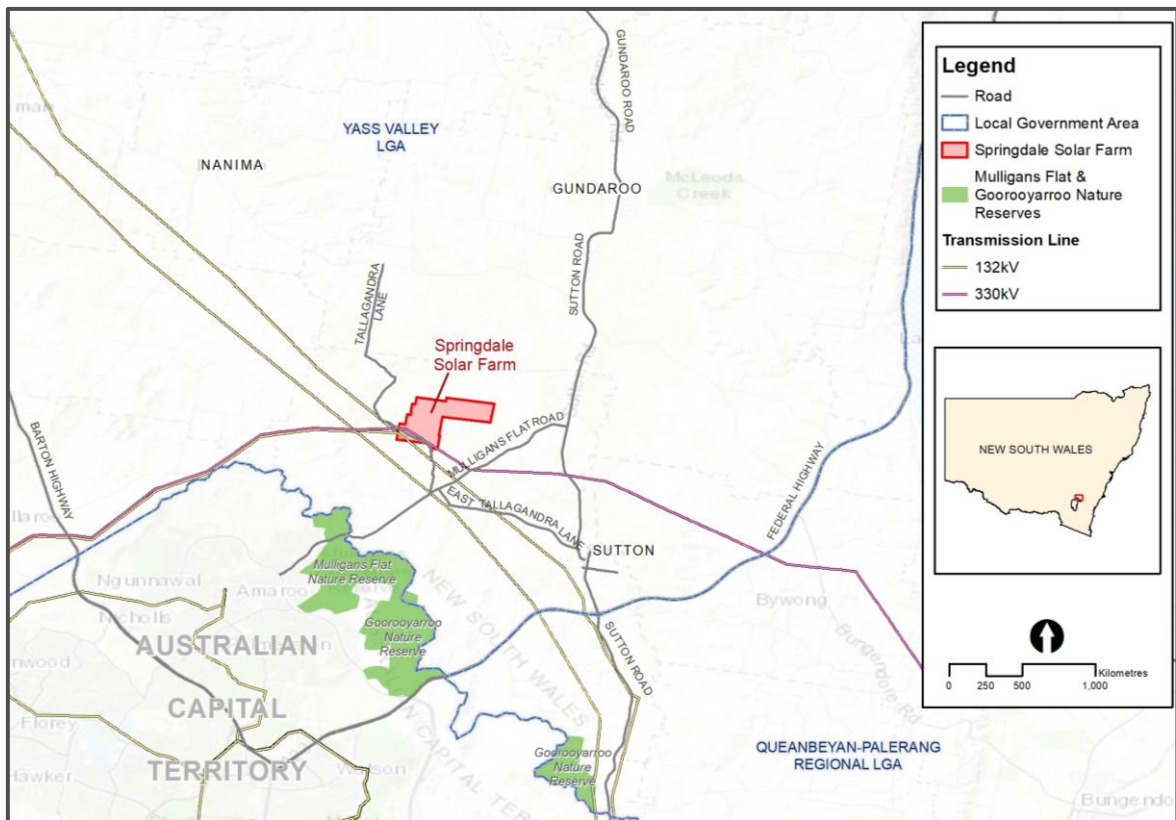 GUNDAROO ROAD
YASS VALLEY
LGA
NANIMA
GUNDAROO
McLeods
Creek
SUTTON ROAD
TALLAGANDRA
LANE
Springdale
Solar Farm
MULLIGANS FLAT ROAD
BARTON HIGHWAY
EAST TALLAGANDRA LANE
FEDERAL HIGHWAY
SUTTON
Mulligans Flat
Nature Reserve
Ngunnawal
Amaroo
Nicholls
Bywong
Goorooyarroo
Nature
Reserve
NEW SOUTH WALES
SUTTON ROAD
Bungendore Rd
AUSTRALIAN
CAPITAL
TERRITORY
Florey
Hawker
Watson
Goorooyarroo
Nature
Reserve
QUEANBEYAN-PALERANG
REGIONAL LGA
Legend
Road
Local Government Area
Springdale Solar Farm
Mulligans Flat &
Goorooyarroo Nature
Reserves
Transmission Line
132kV
330kV
NEW SOUTH WALES
Kilometres
0 250 500 1,000